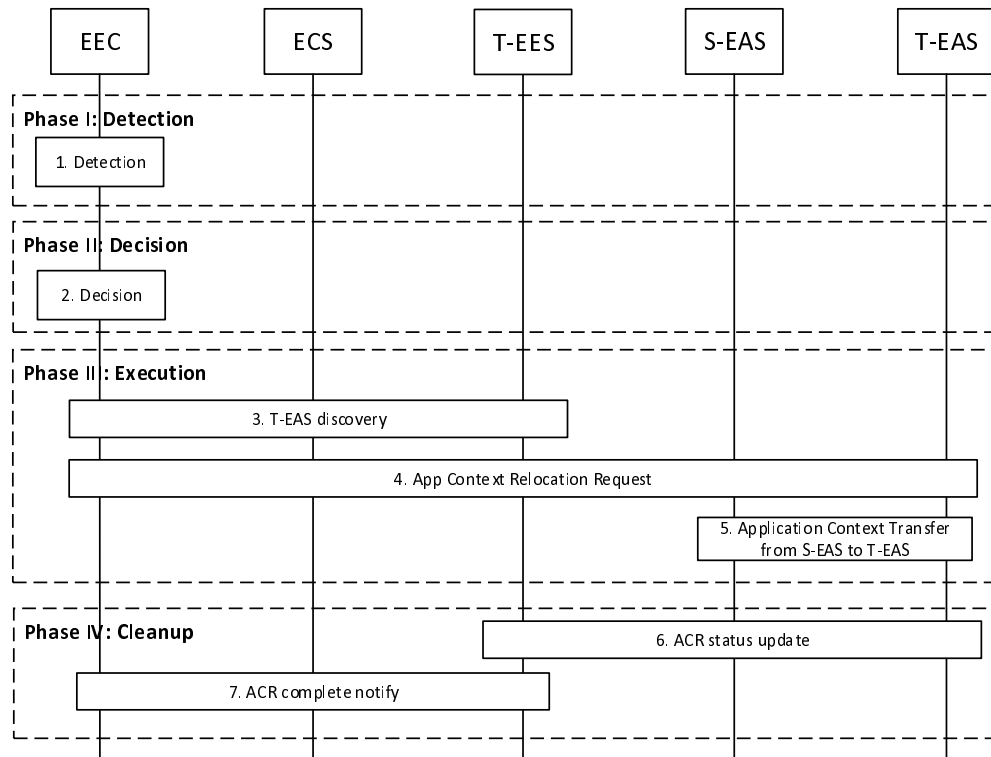 EEC
ECS
T-EES
S-EAS
T-EAS
Phase I: Detection
1. Detection
Phase II: Decision
2. Decision
Phase III: Execution
3. T-EAS discovery
4. App Context Relocation Request
5. Application Context Transfer
from S-EAS to T-EAS
Phase IV: Cleanup
6. ACR status update
7. ACR complete notify